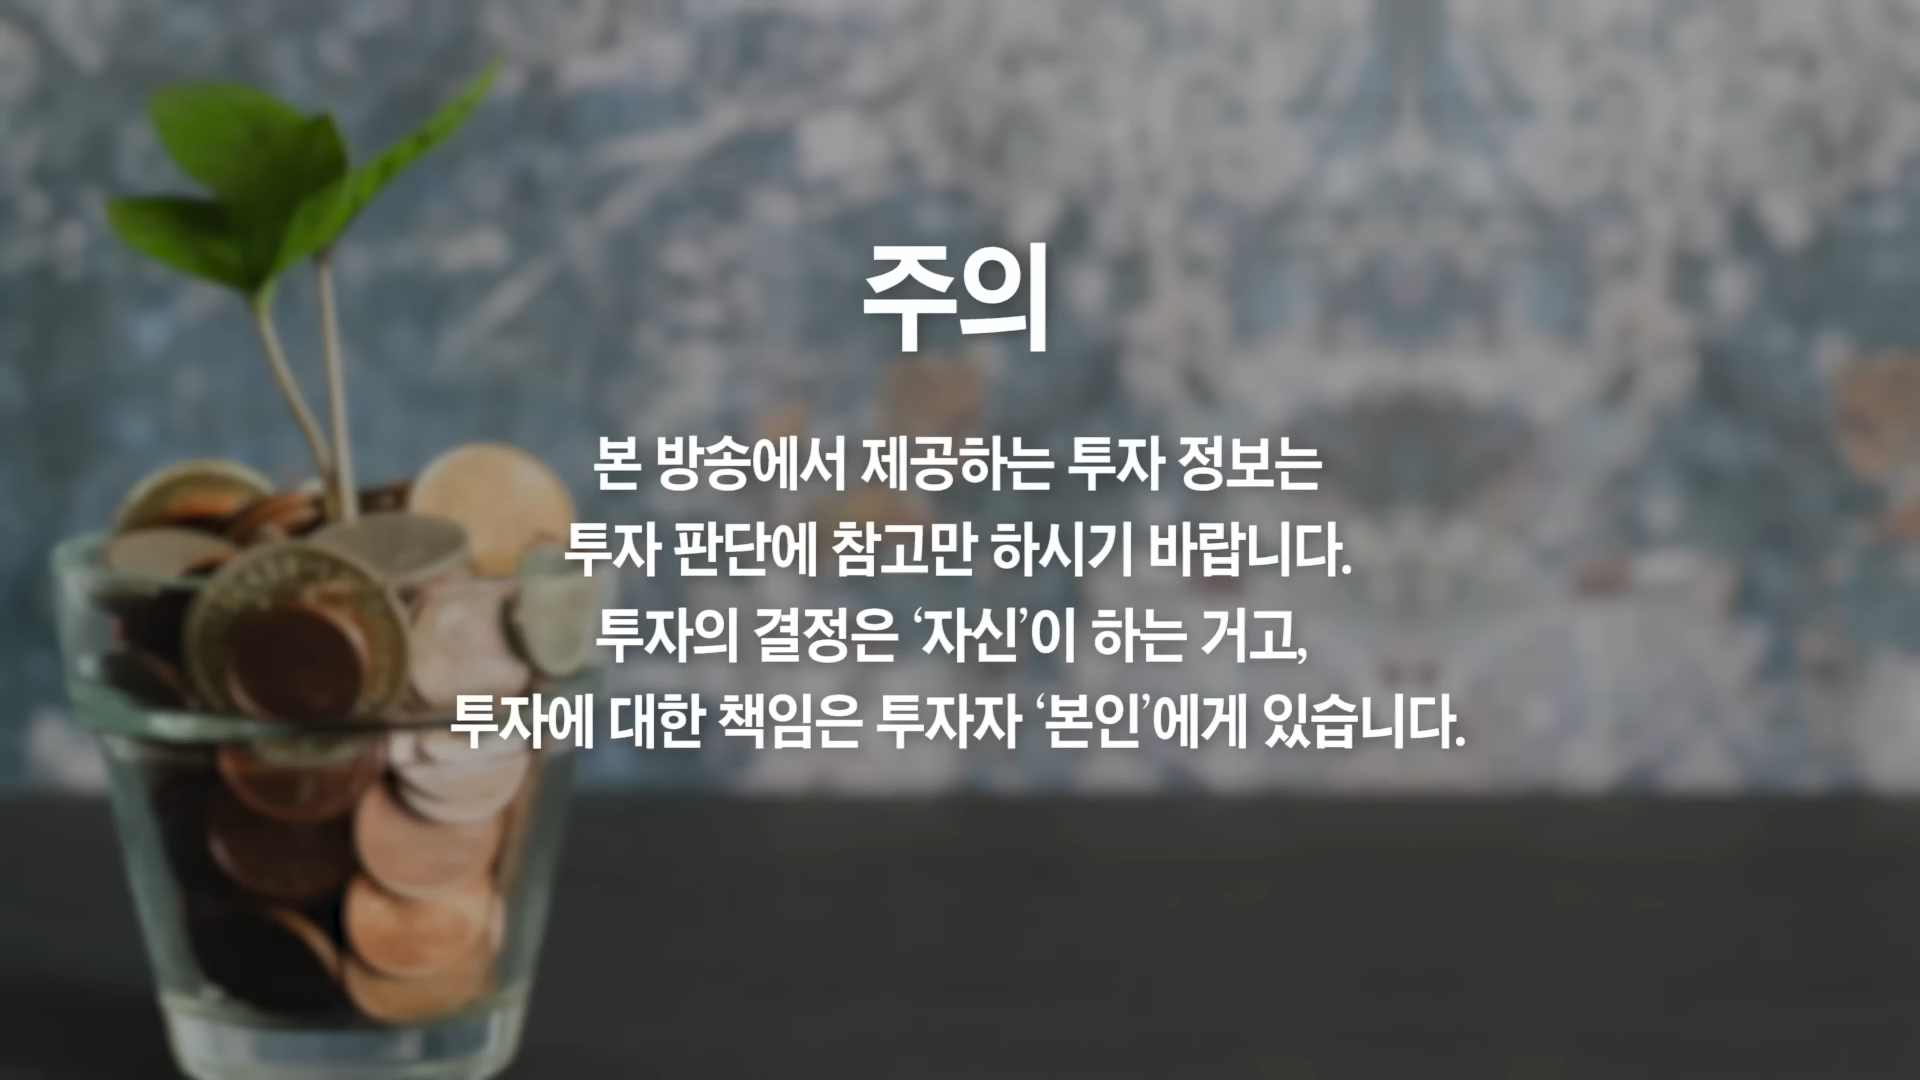 주의
본 방송에서 제공하는 투자 정보는
투자 판단에 참고만 하시기 바랍니다.
투자의 결정은 ‘자신’이 하는 거고,
투자에 대한 책임은 투자자 ‘본인’에게 있습니다.